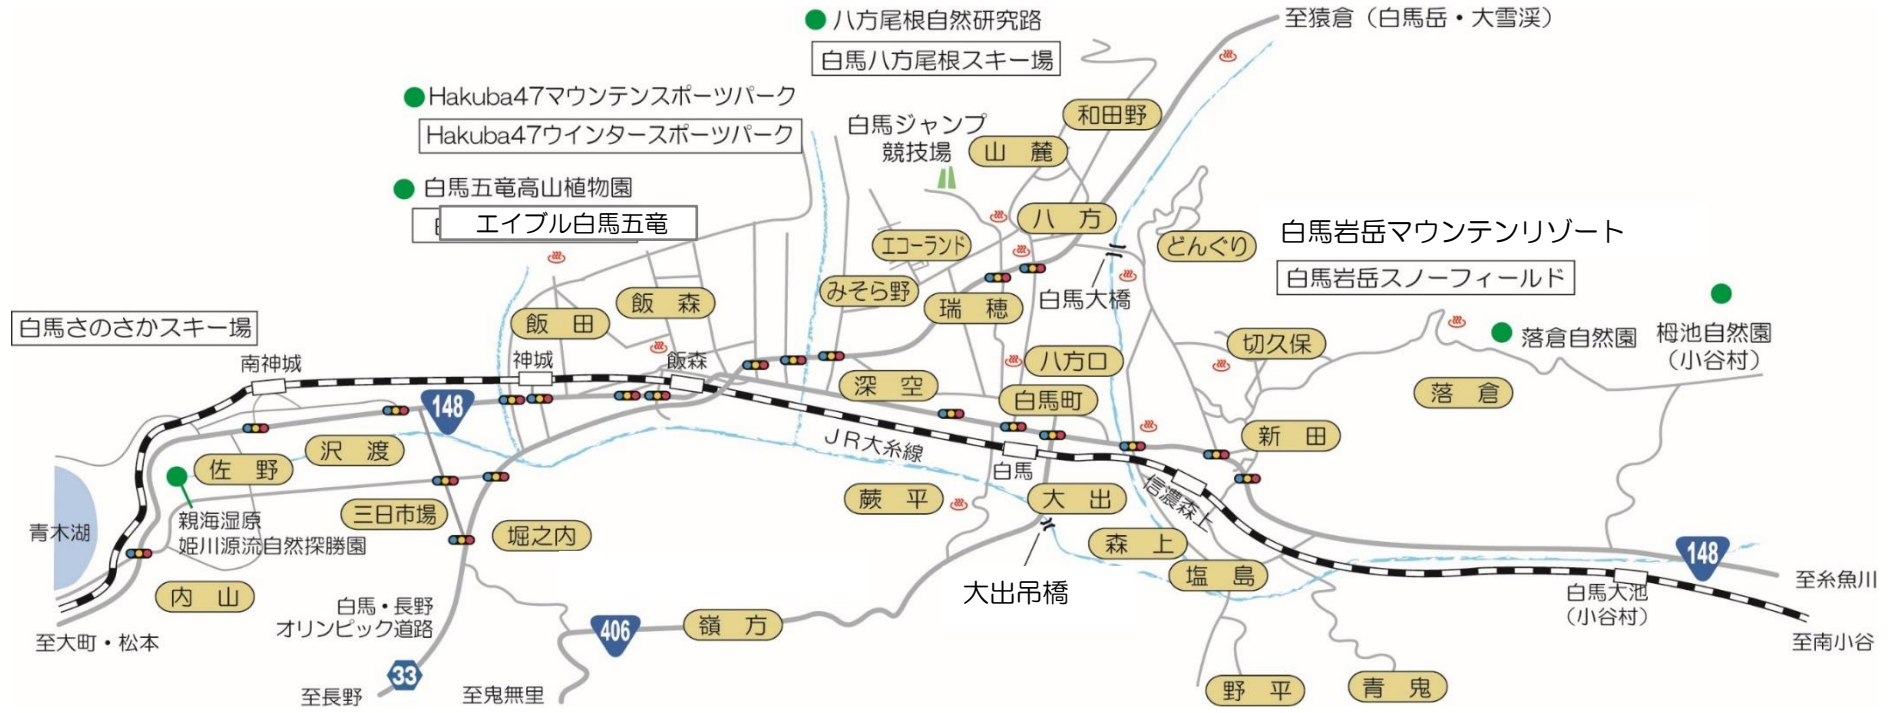 八方尾根自然研究路
白馬八方尾根スキー場
至猿倉（白馬岳・大雪渓）
Hakuba47マウンテンスポーツパーク
Hakuba47ウインタースポーツパーク
白馬ジャンプ
競技場
和田野
山麓
白馬五竜高山植物園
エイブル白馬五竜
八方
エコーランド
どんぐり
白馬岩岳マウンテンリゾート
白馬岩岳スノーフィールド
みそら野
瑞穂
白馬大橋
飯田
飯森
白馬さのさかスキー場
南神城
神城
飯森
八方口
切久保
落倉自然園
栂池自然園
（小谷村）
深空
白馬町
落倉
148
JR大糸線
新田
沢渡
佐野
白馬
信濃森上
蕨平
大出
三日市場
堀之内
青木湖
親海湿原
姫川源流自然探勝園
森上
塩島
148
内山
大出吊橋
至糸魚川
白馬大池
（小谷村）
白馬・長野
オリンピック道路
406
嶺方
至大町・松本
至南小谷
33
至長野
至鬼無里
野平
青鬼